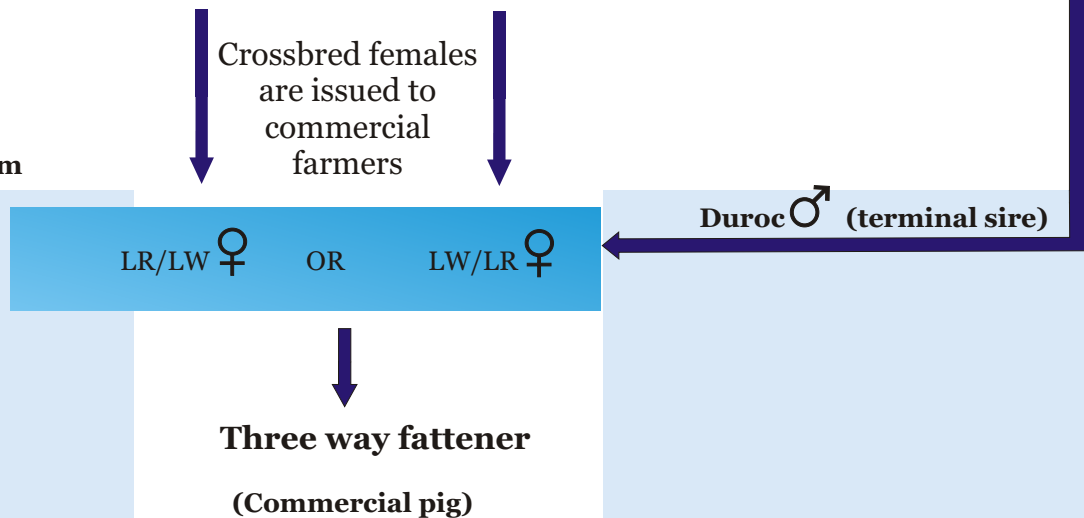 Crossbred females
are issued to
commercial
farmers
m
Duroc ♂ (terminal sire)
LR/LW ♀ OR LW/LR ♀
Three way fattener
(Commercial pig)